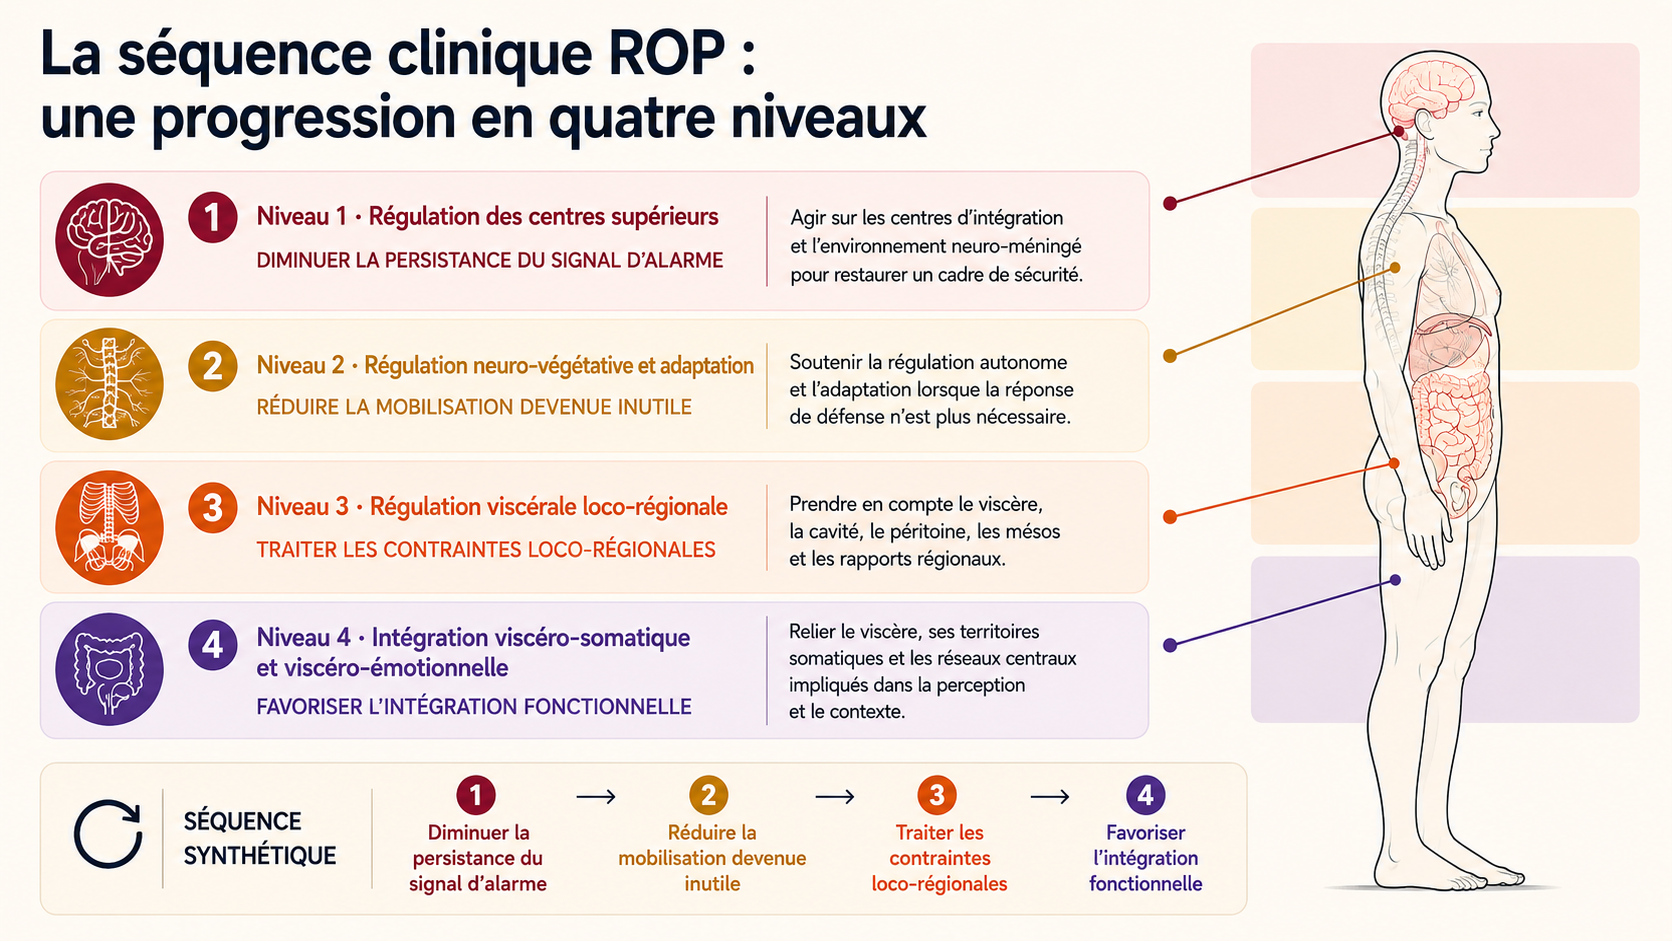 La séquence clinique ROP :
une progression en quatre niveaux
1
Niveau 1 · Régulation des centres supérieurs
DIMINUER LA PERSISTANCE DU SIGNAL D’ALARME
Agir sur les centres d’intégration
et l’environnement neuro-méningé
pour restaurer un cadre de sécurité.
2
Niveau 2 · Régulation neuro-végétative et adaptation
RÉDUIRE LA MOBILISATION DEVENUE INUTILE
Soutenir la régulation autonome
et l’adaptation lorsque la réponse
de défense n’est plus nécessaire.
3
Niveau 3 · Régulation viscérale loco-régionale
TRAITER LES CONTRAINTES LOCO-RÉGIONALES
Prendre en compte le viscère,
la cavité, le péritoine, les mésos
et les rapports régionaux.
4
Niveau 4 · Intégration viscéro-somatique
et viscéro-émotionnelle
FAVORISER L’INTÉGRATION FONCTIONNELLE
Relier le viscère, ses territoires
somatiques et les réseaux centraux
impliqués dans la perception
et le contexte.
SÉQUENCE
SYNTHÉTIQUE
1
Diminuer la
persistance du
signal d’alarme
2
Réduire la
mobilisation devenue
inutile
3
Traiter les
contraintes
loco-régionales
4
Favoriser
l’intégration
fonctionnelle